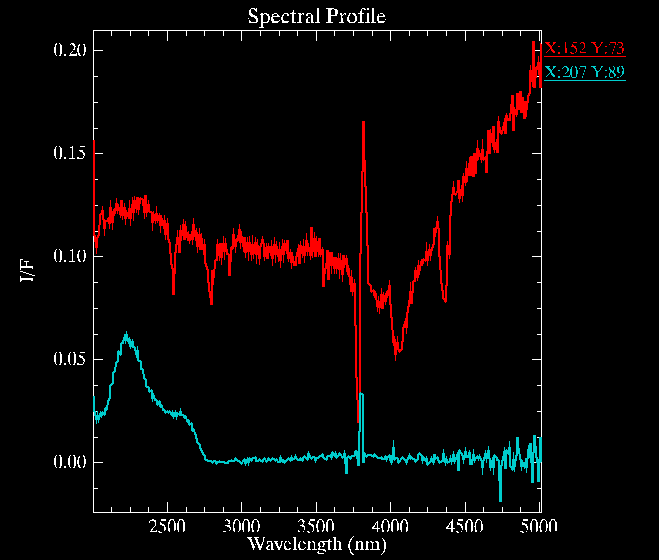 Spectral Profile
X:152 Y:73
X:207 Y:89
0.20
0.15
0.10
0.05
0.00
I/F
2500 3000 3500 4000 4500 5000
Wavelength (nm)